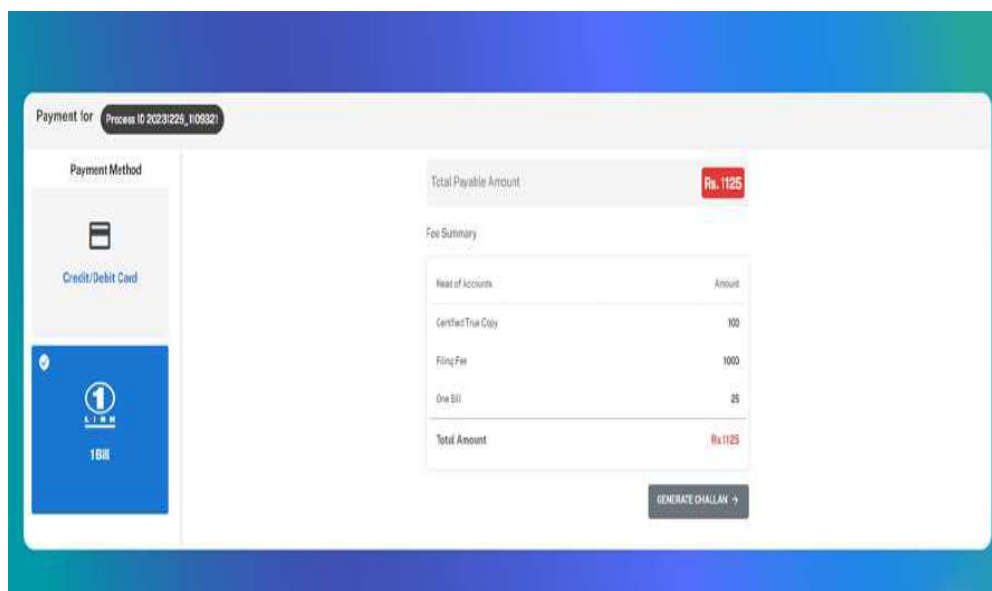 Payment for Process ID 20231225_1109321
Payment Method
Credit/Debit Card
1
LINK
1Bill
Total Payable Amount Rs. 1125
Fee Summary
Head of Accounts Amount
Certified True Copy 100
Filing Fee 1000
One Bill 25
Total Amount Rs.1125
GENERATE CHALLAN →